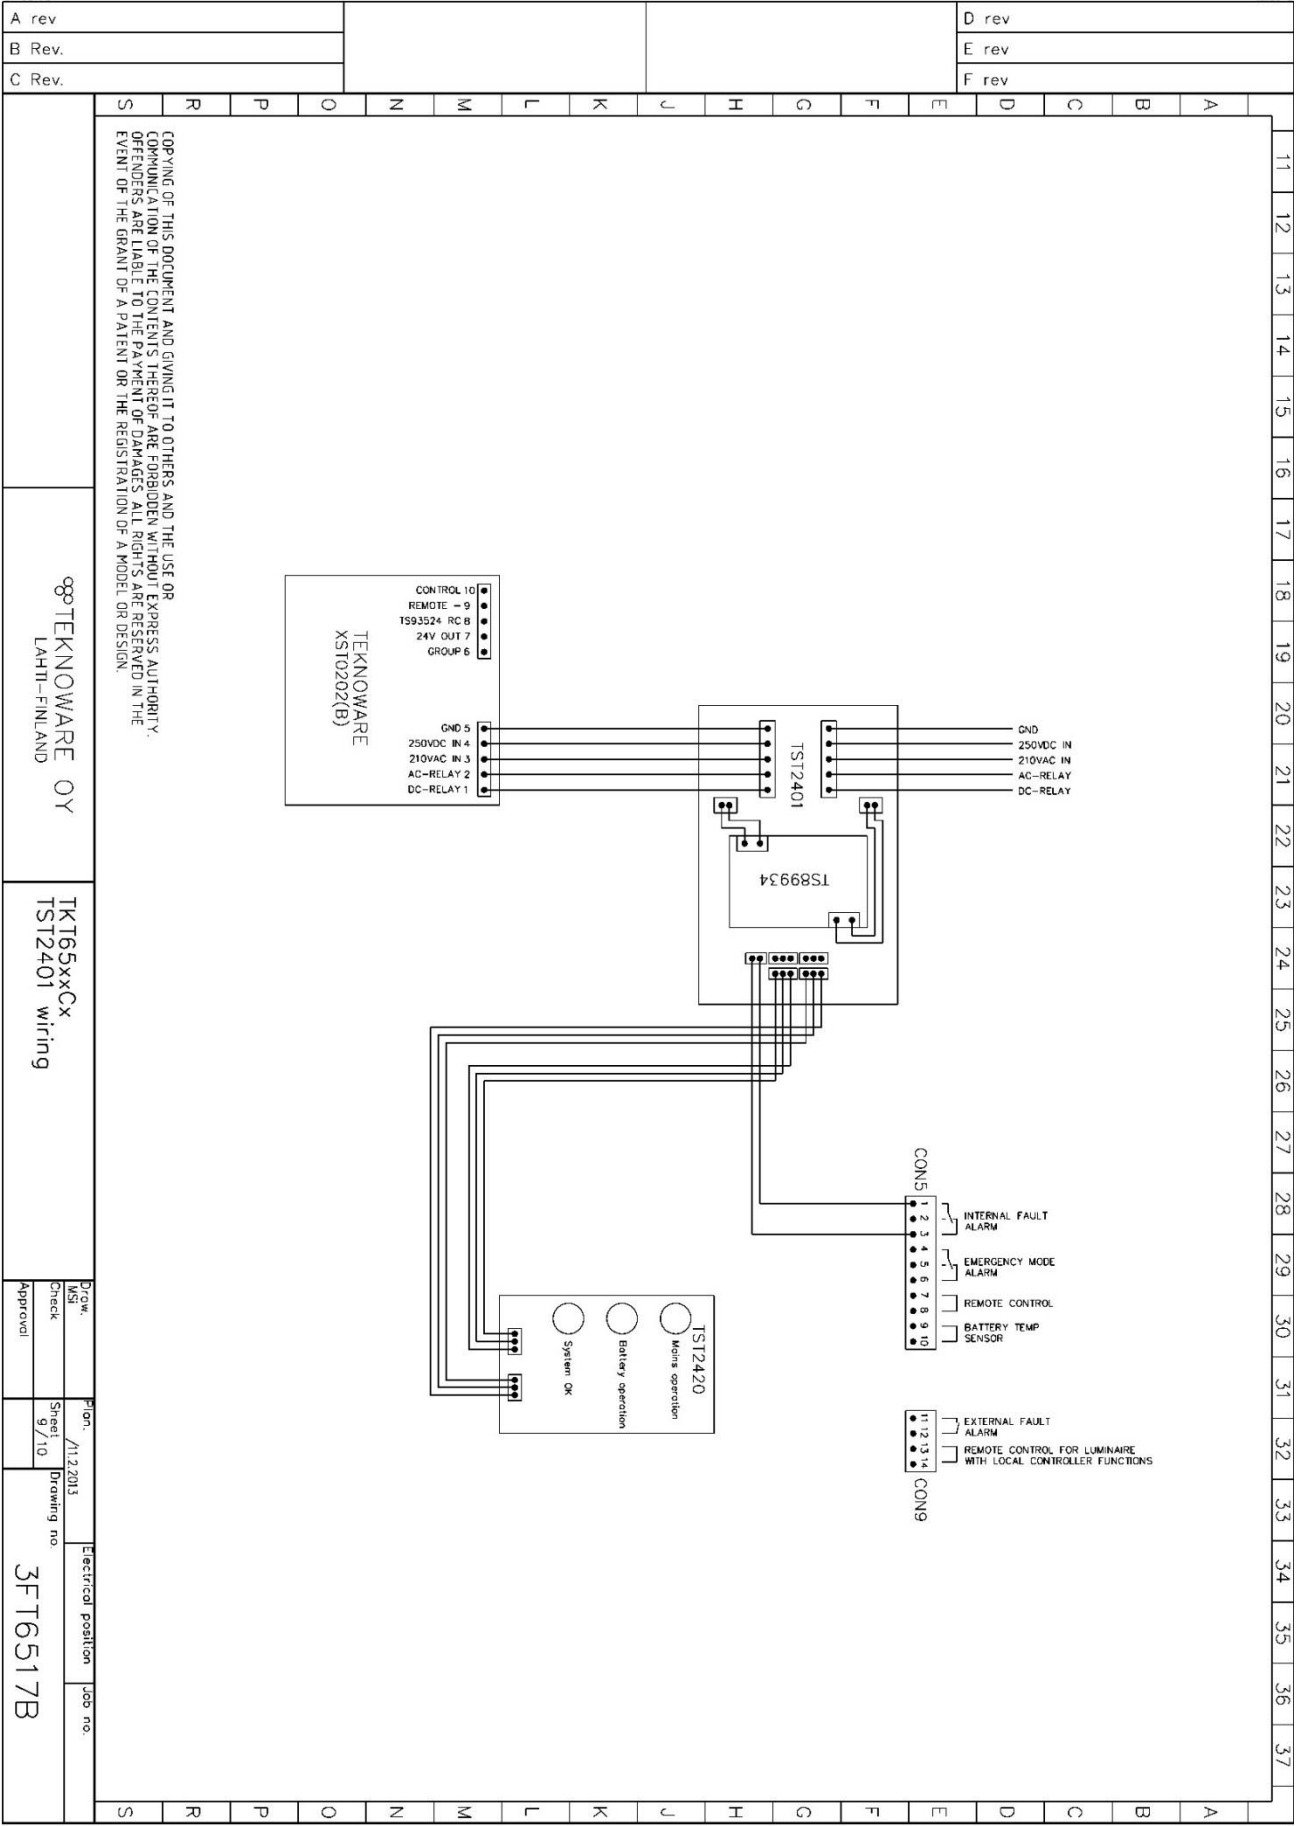 A rev
B Rev.
C Rev.
D rev
E rev
F rev
S R P O N M L K J H G F E D C B A
11
12
13
14
15
16
17
18
19
20
21
22
23
24
25
26
27
28
29
30
31
32
33
34
35
36
37
COPYING OF THIS DOCUMENT AND GIVING IT TO OTHERS AND THE USE OR
COMMUNICATION OF THE CONTENTS THEREOF ARE FORBIDDEN WITHOUT EXPRESS AUTHORITY.
OFFENDERS ARE LIABLE TO THE PAYMENT OF DAMAGES. ALL RIGHTS ARE RESERVED IN THE
EVENT OF THE GRANT OF A PATENT OR THE REGISTRATION OF A MODEL OR DESIGN.
CONTROL 10
REMOTE - 9
TS93524 RC 8
24V OUT 7
GROUP 6
TEKNOWARE
XST0202(B)
GND 5
250VDC IN 4
210VAC IN 3
AC-RELAY 2
DC-RELAY 1
TST2401
GND
250VDC IN
210VAC IN
AC-RELAY
DC-RELAY
TS89934
CON5
1
2
3
4
5
6
7
8
9
10
INTERNAL FAULT
ALARM
EMERGENCY MODE
ALARM
REMOTE CONTROL
BATTERY TEMP
SENSOR
TST2420
Mains operation
Battery operation
System OK
11
12
13
14
EXTERNAL FAULT
ALARM
REMOTE CONTROL FOR LUMINAIRE
WITH LOCAL CONTROLLER FUNCTIONS
CON9
TEKNOWARE OY
LAHTI-FINLAND
TKT65xxCx
TST2401 wiring
Draw.
MSI
Check
Approval
Plan.
/11.2.2013
Sheet
9/10
Electrical position
Job no.
Drawing no.
3FT6517B
S R P O N M L K J H G F E D C B A